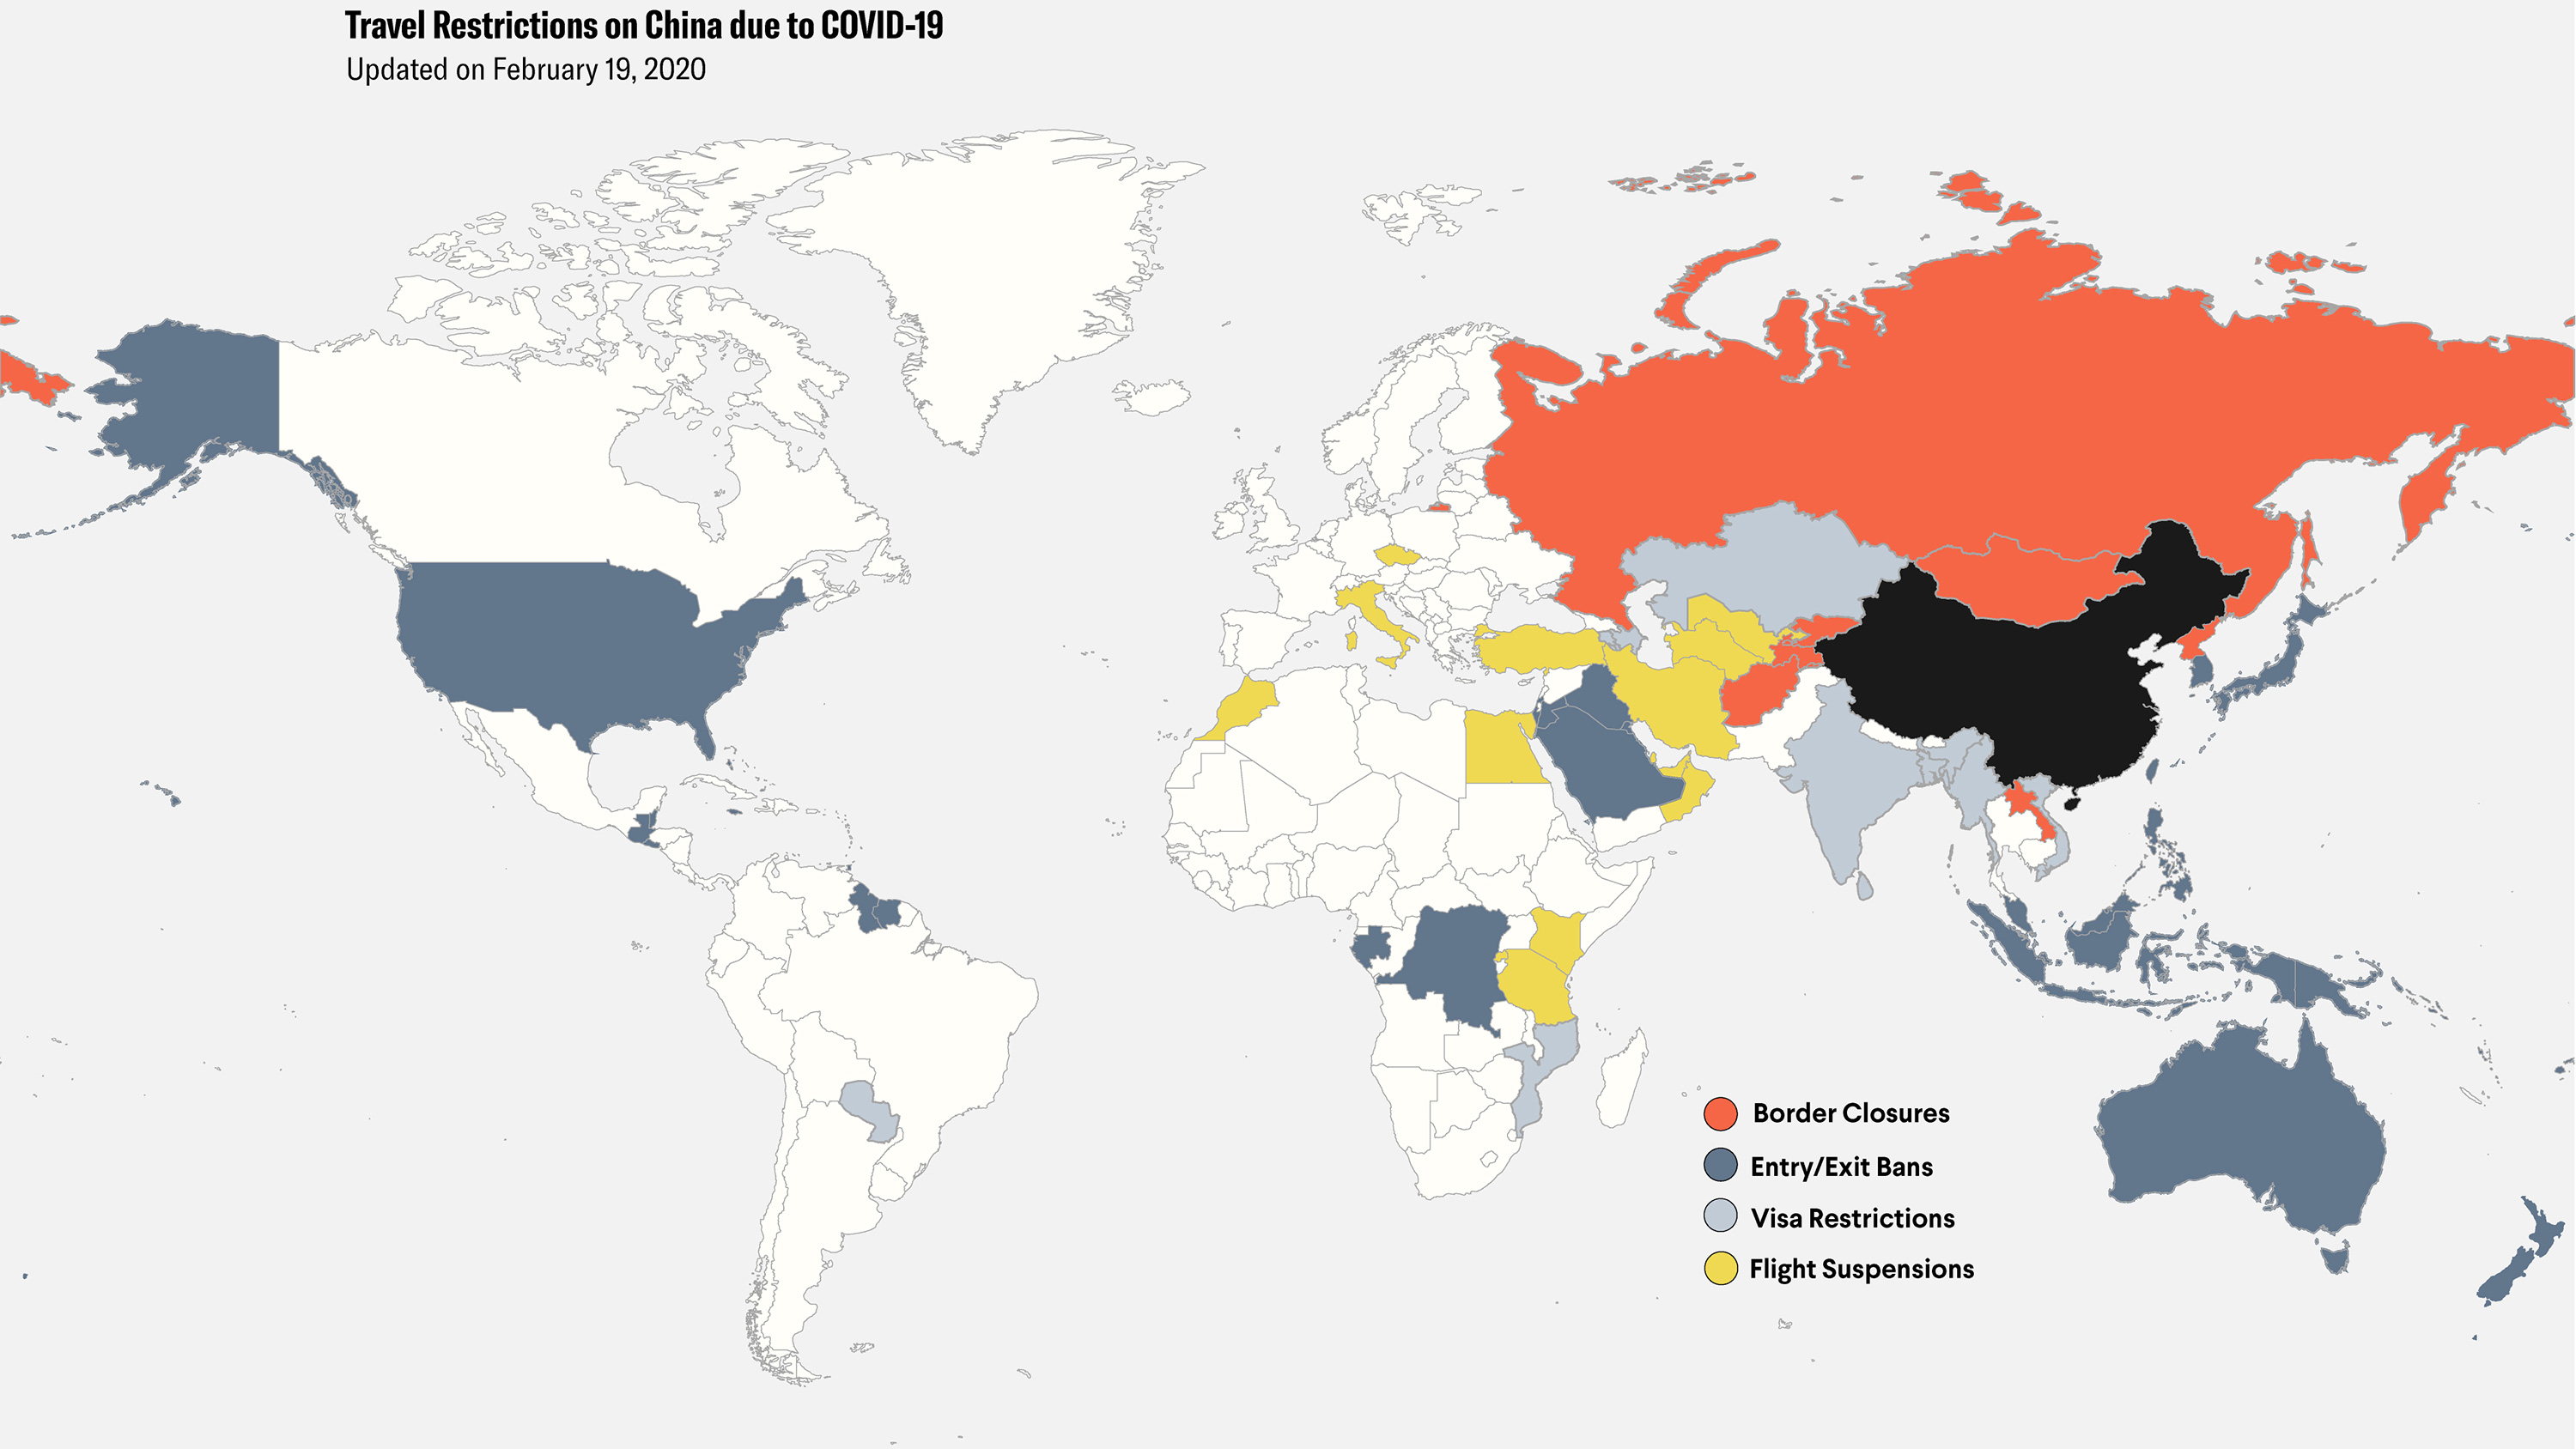 Travel Restrictions on China due to COVID-19
Updated on February 19, 2020
Border Closures
Entry/Exit Bans
Visa Restrictions
Flight Suspensions